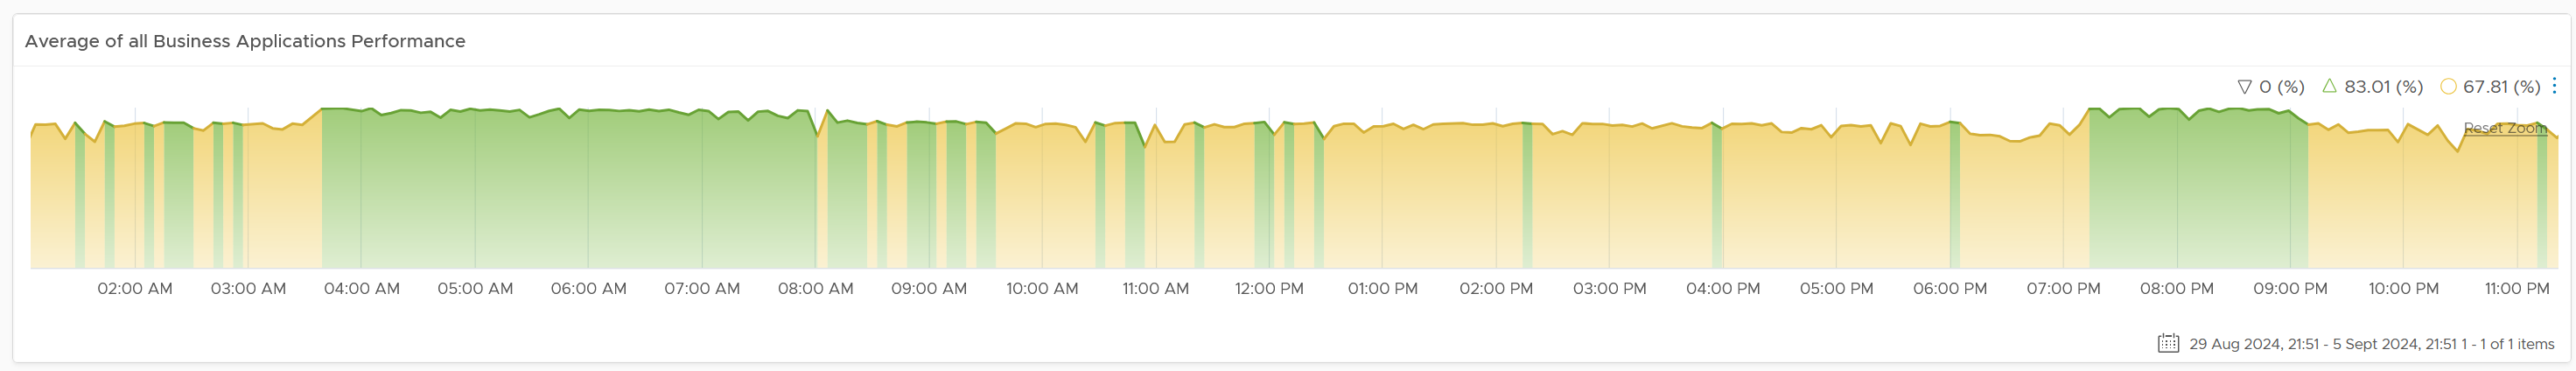 Average of all Business Applications Performance
0 (%) 83.01 (%) 67.81 (%)
Reset Zoom
02:00 AM 03:00 AM 04:00 AM 05:00 AM 06:00 AM 07:00 AM 08:00 AM 09:00 AM 10:00 AM 11:00 AM 12:00 PM 01:00 PM 02:00 PM 03:00 PM 04:00 PM 05:00 PM 06:00 PM 07:00 PM 08:00 PM 09:00 PM 10:00 PM 11:00 PM
29 Aug 2024, 21:51 - 5 Sept 2024, 21:51 1 - 1 of 1 items